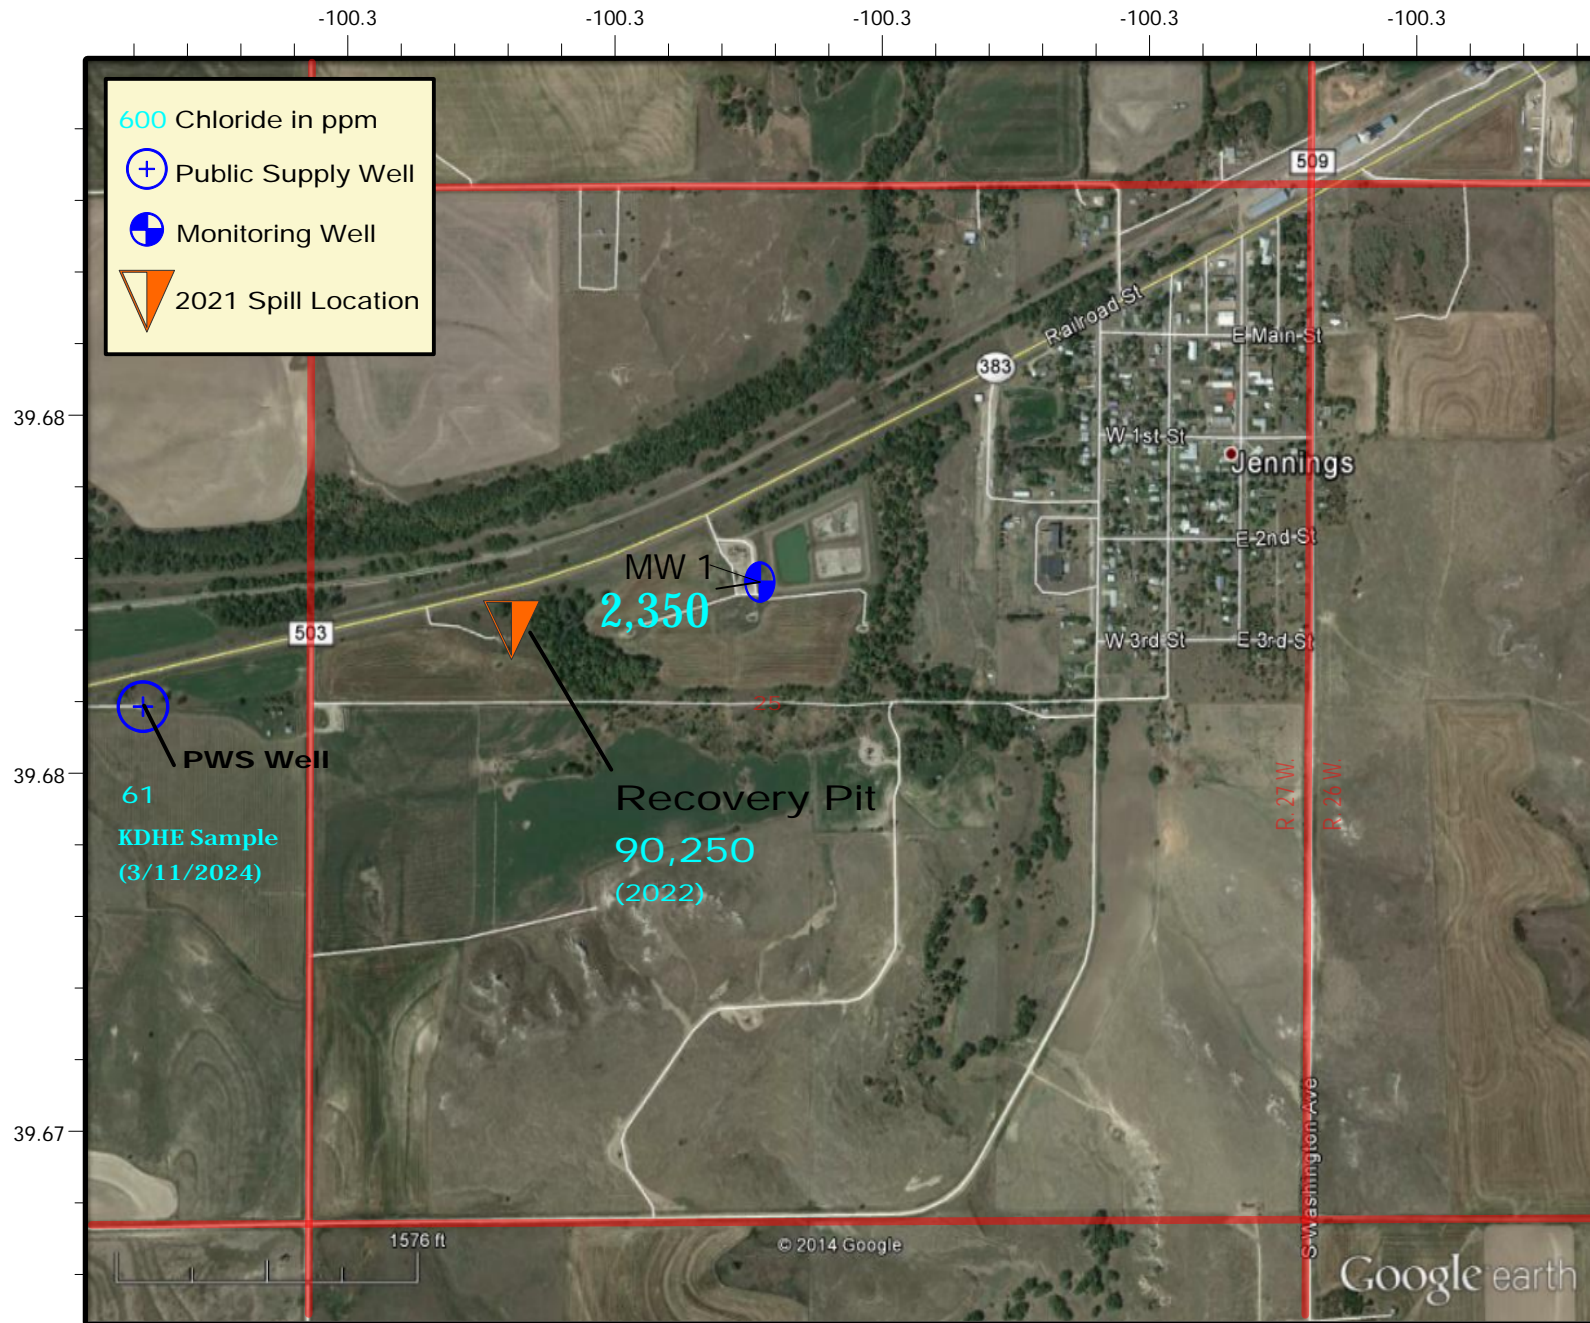 -100.3 -100.3 -100.3 -100.3 -100.3
600 Chloride in ppm
Public Supply Well
Monitoring Well
2021 Spill Location
509
Railroad St
E Main St
383
39.68
W 1st St
Jennings
E 2nd St
MW 1
2,350
503
W 3rd St
E 3rd St
25
PWS Well
39.68
61
KDHE Sample
(3/11/2024)
Recovery Pit
90,250
(2022)
R. 27 W.
R. 26 W.
39.67
S Washington Ave
1576 ft
© 2014 Google
Google earth